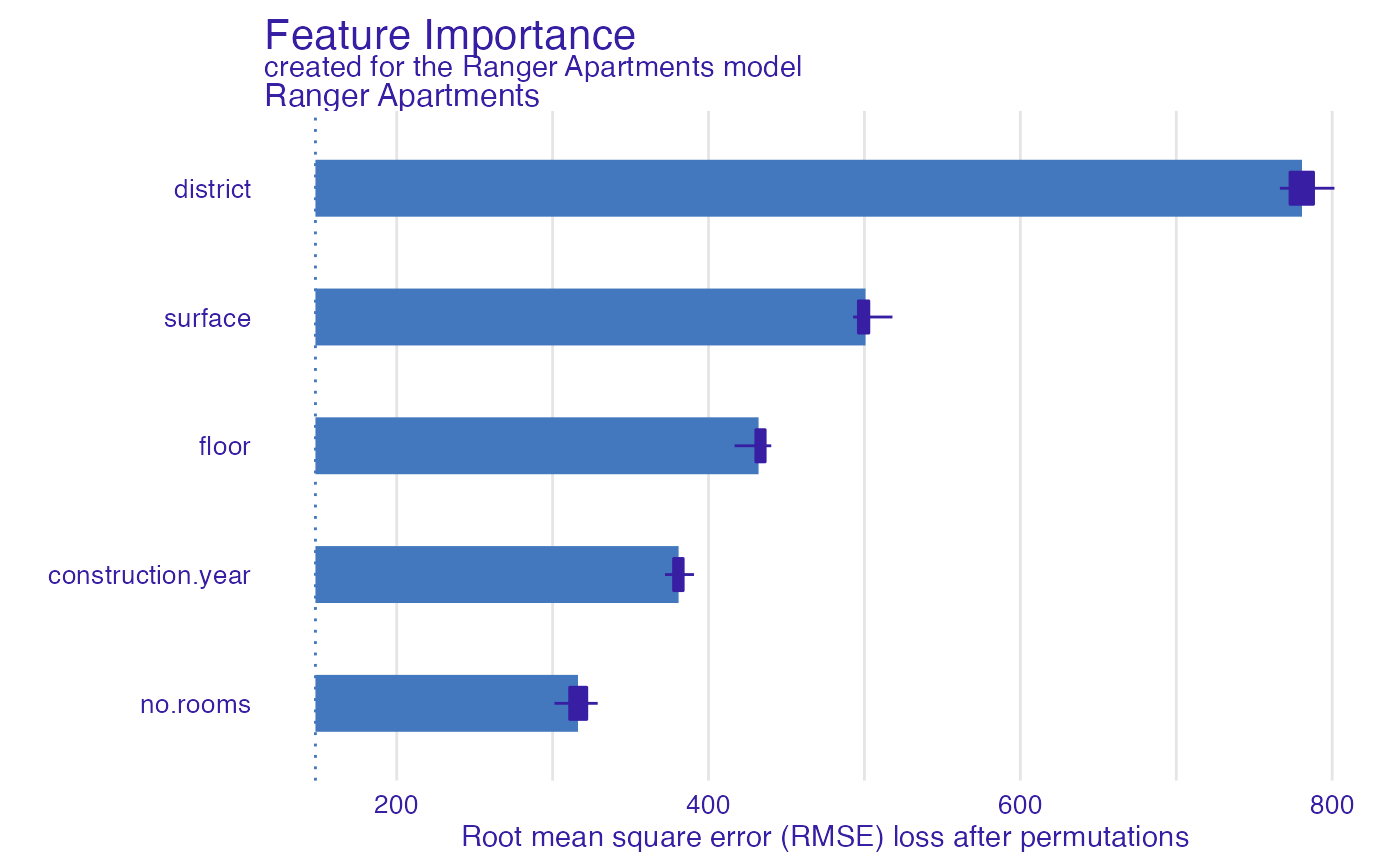 Feature Importance
created for the Ranger Apartments model
Ranger Apartments
district
surface
floor
construction.year
no.rooms
200 400 600 800
Root mean square error (RMSE) loss after permutations